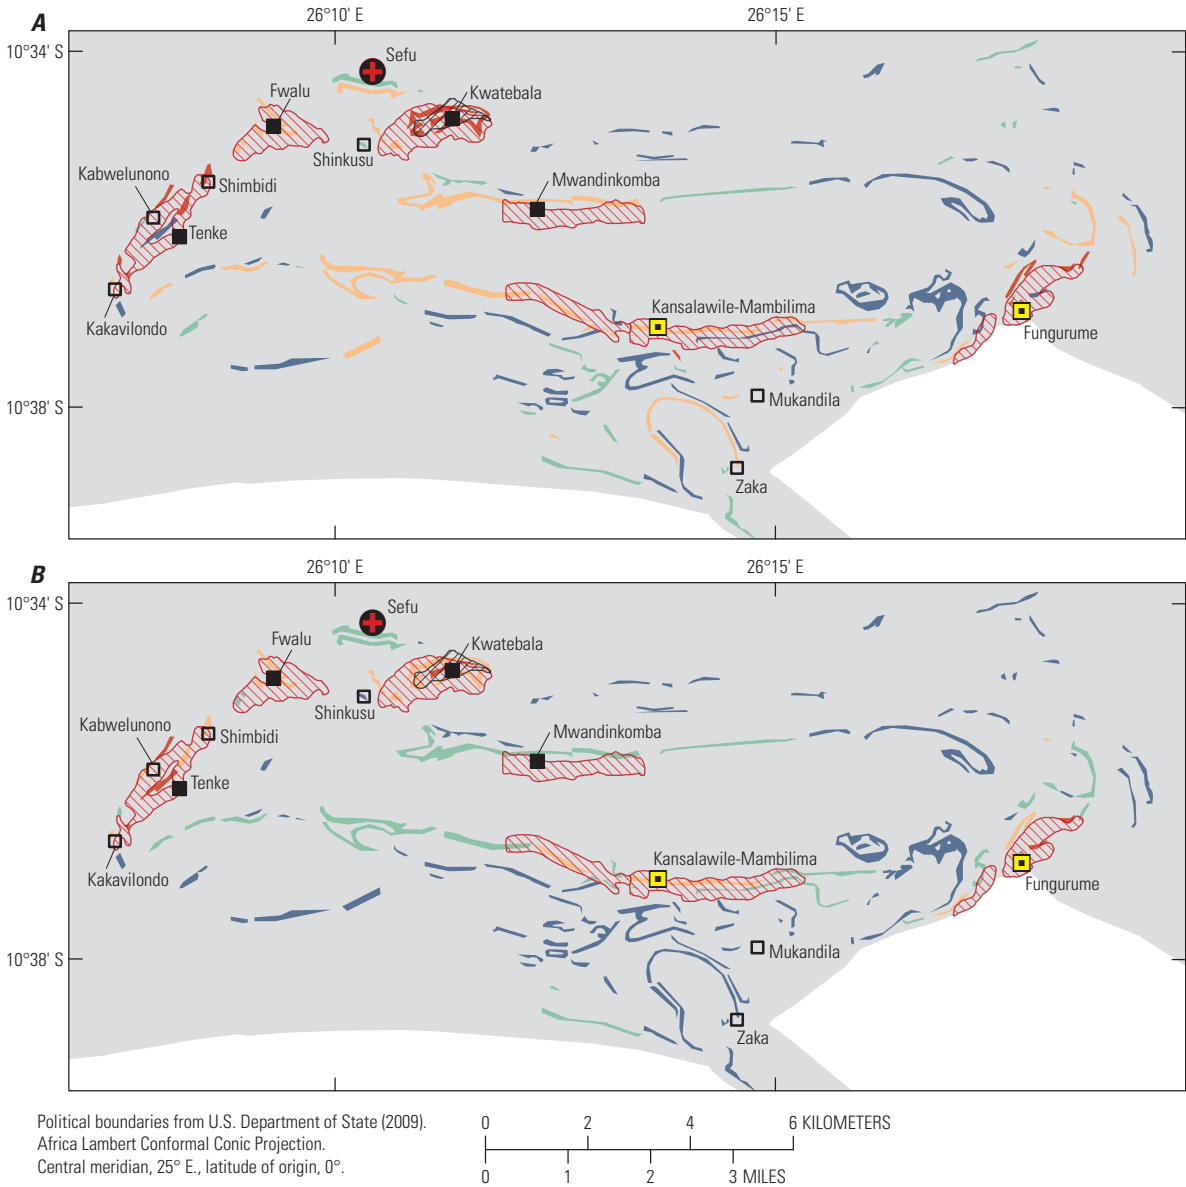 A
26°10' E
26°15' E
10°34' S
Sefu
Fwalu
Kwatebala
Shinkusu
Kabwelunono
Shimbidi
Mwandinkomba
Tenke
Kansalawile-Mambilima
Kakavilondo
Fungurume
10°38' S
Mukandila
Zaka
B
26°10' E
26°15' E
10°34' S
Sefu
Fwalu
Kwatebala
Shinkusu
Kabwelunono
Shimbidi
Mwandinkomba
Tenke
Kansalawile-Mambilima
Kakavilondo
Fungurume
10°38' S
Mukandila
Zaka
Political boundaries from U.S. Department of State (2009).
Africa Lambert Conformal Conic Projection.
Central meridian, 25° E., latitude of origin, 0°.
0 2 4 6 KILOMETERS
0 1 2 3 MILES